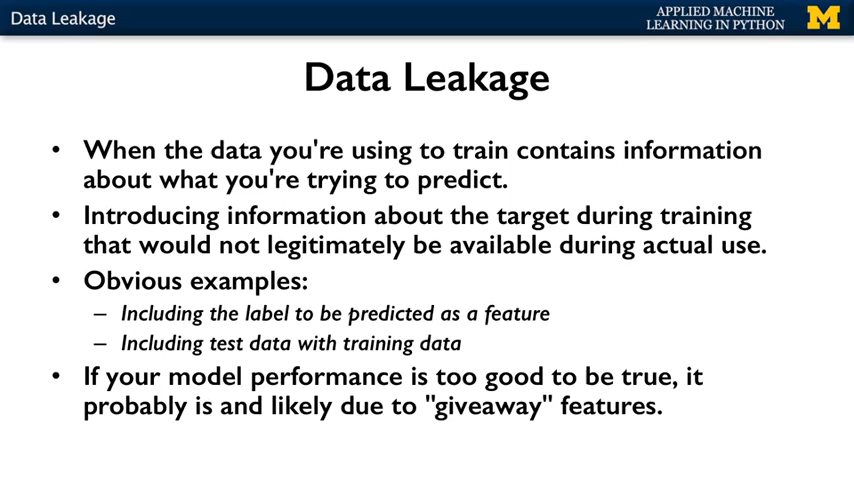 Data Leakage
APPLIED MACHINE
LEARNING IN PYTHON
M
Data Leakage
• When the data you're using to train contains information
about what you're trying to predict.
• Introducing information about the target during training
that would not legitimately be available during actual use.
• Obvious examples:
– Including the label to be predicted as a feature
– Including test data with training data
• If your model performance is too good to be true, it
probably is and likely due to "giveaway" features.